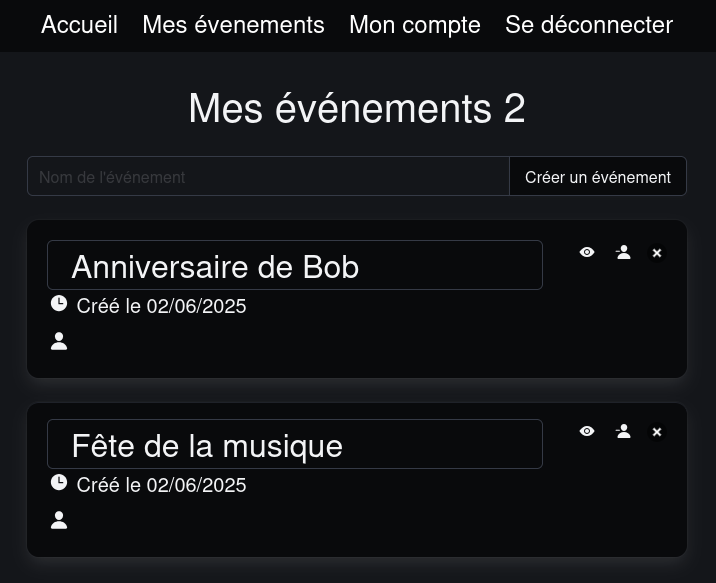 Accueil Mes évenements Mon compte Se déconnecter
Mes événements 2
Nom de l'événement Créer un événement
Anniversaire de Bob
Créé le 02/06/2025
Fête de la musique
Créé le 02/06/2025